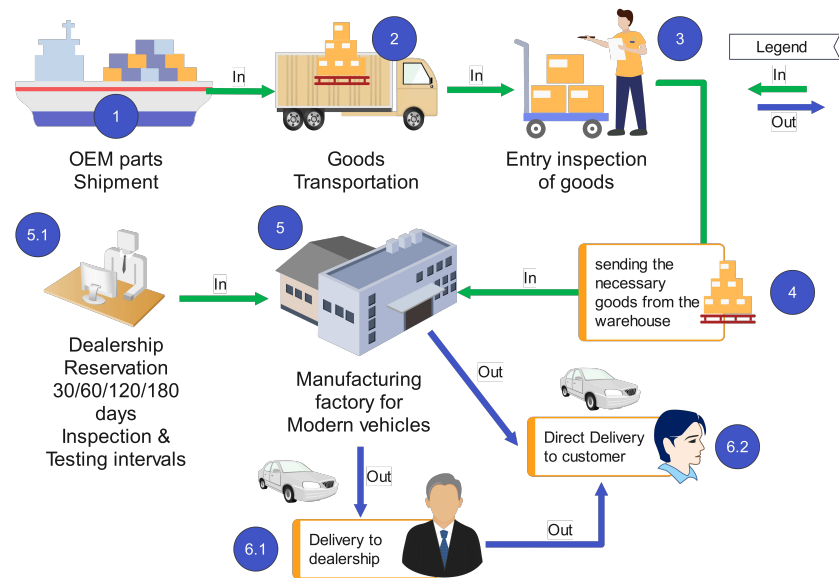 1
2
3
Legend
In
Out
In
In
OEM parts
Shipment
Goods
Transportation
Entry inspection
of goods
5.1
5
4
sending the
necessary
goods from the
warehouse
In
In
Dealership
Reservation
30/60/120/180
days
Inspection &
Testing intervals
Manufacturing
factory for
Modern vehicles
Out
Direct Delivery
to customer
6.2
Out
6.1
Delivery to
dealership
Out